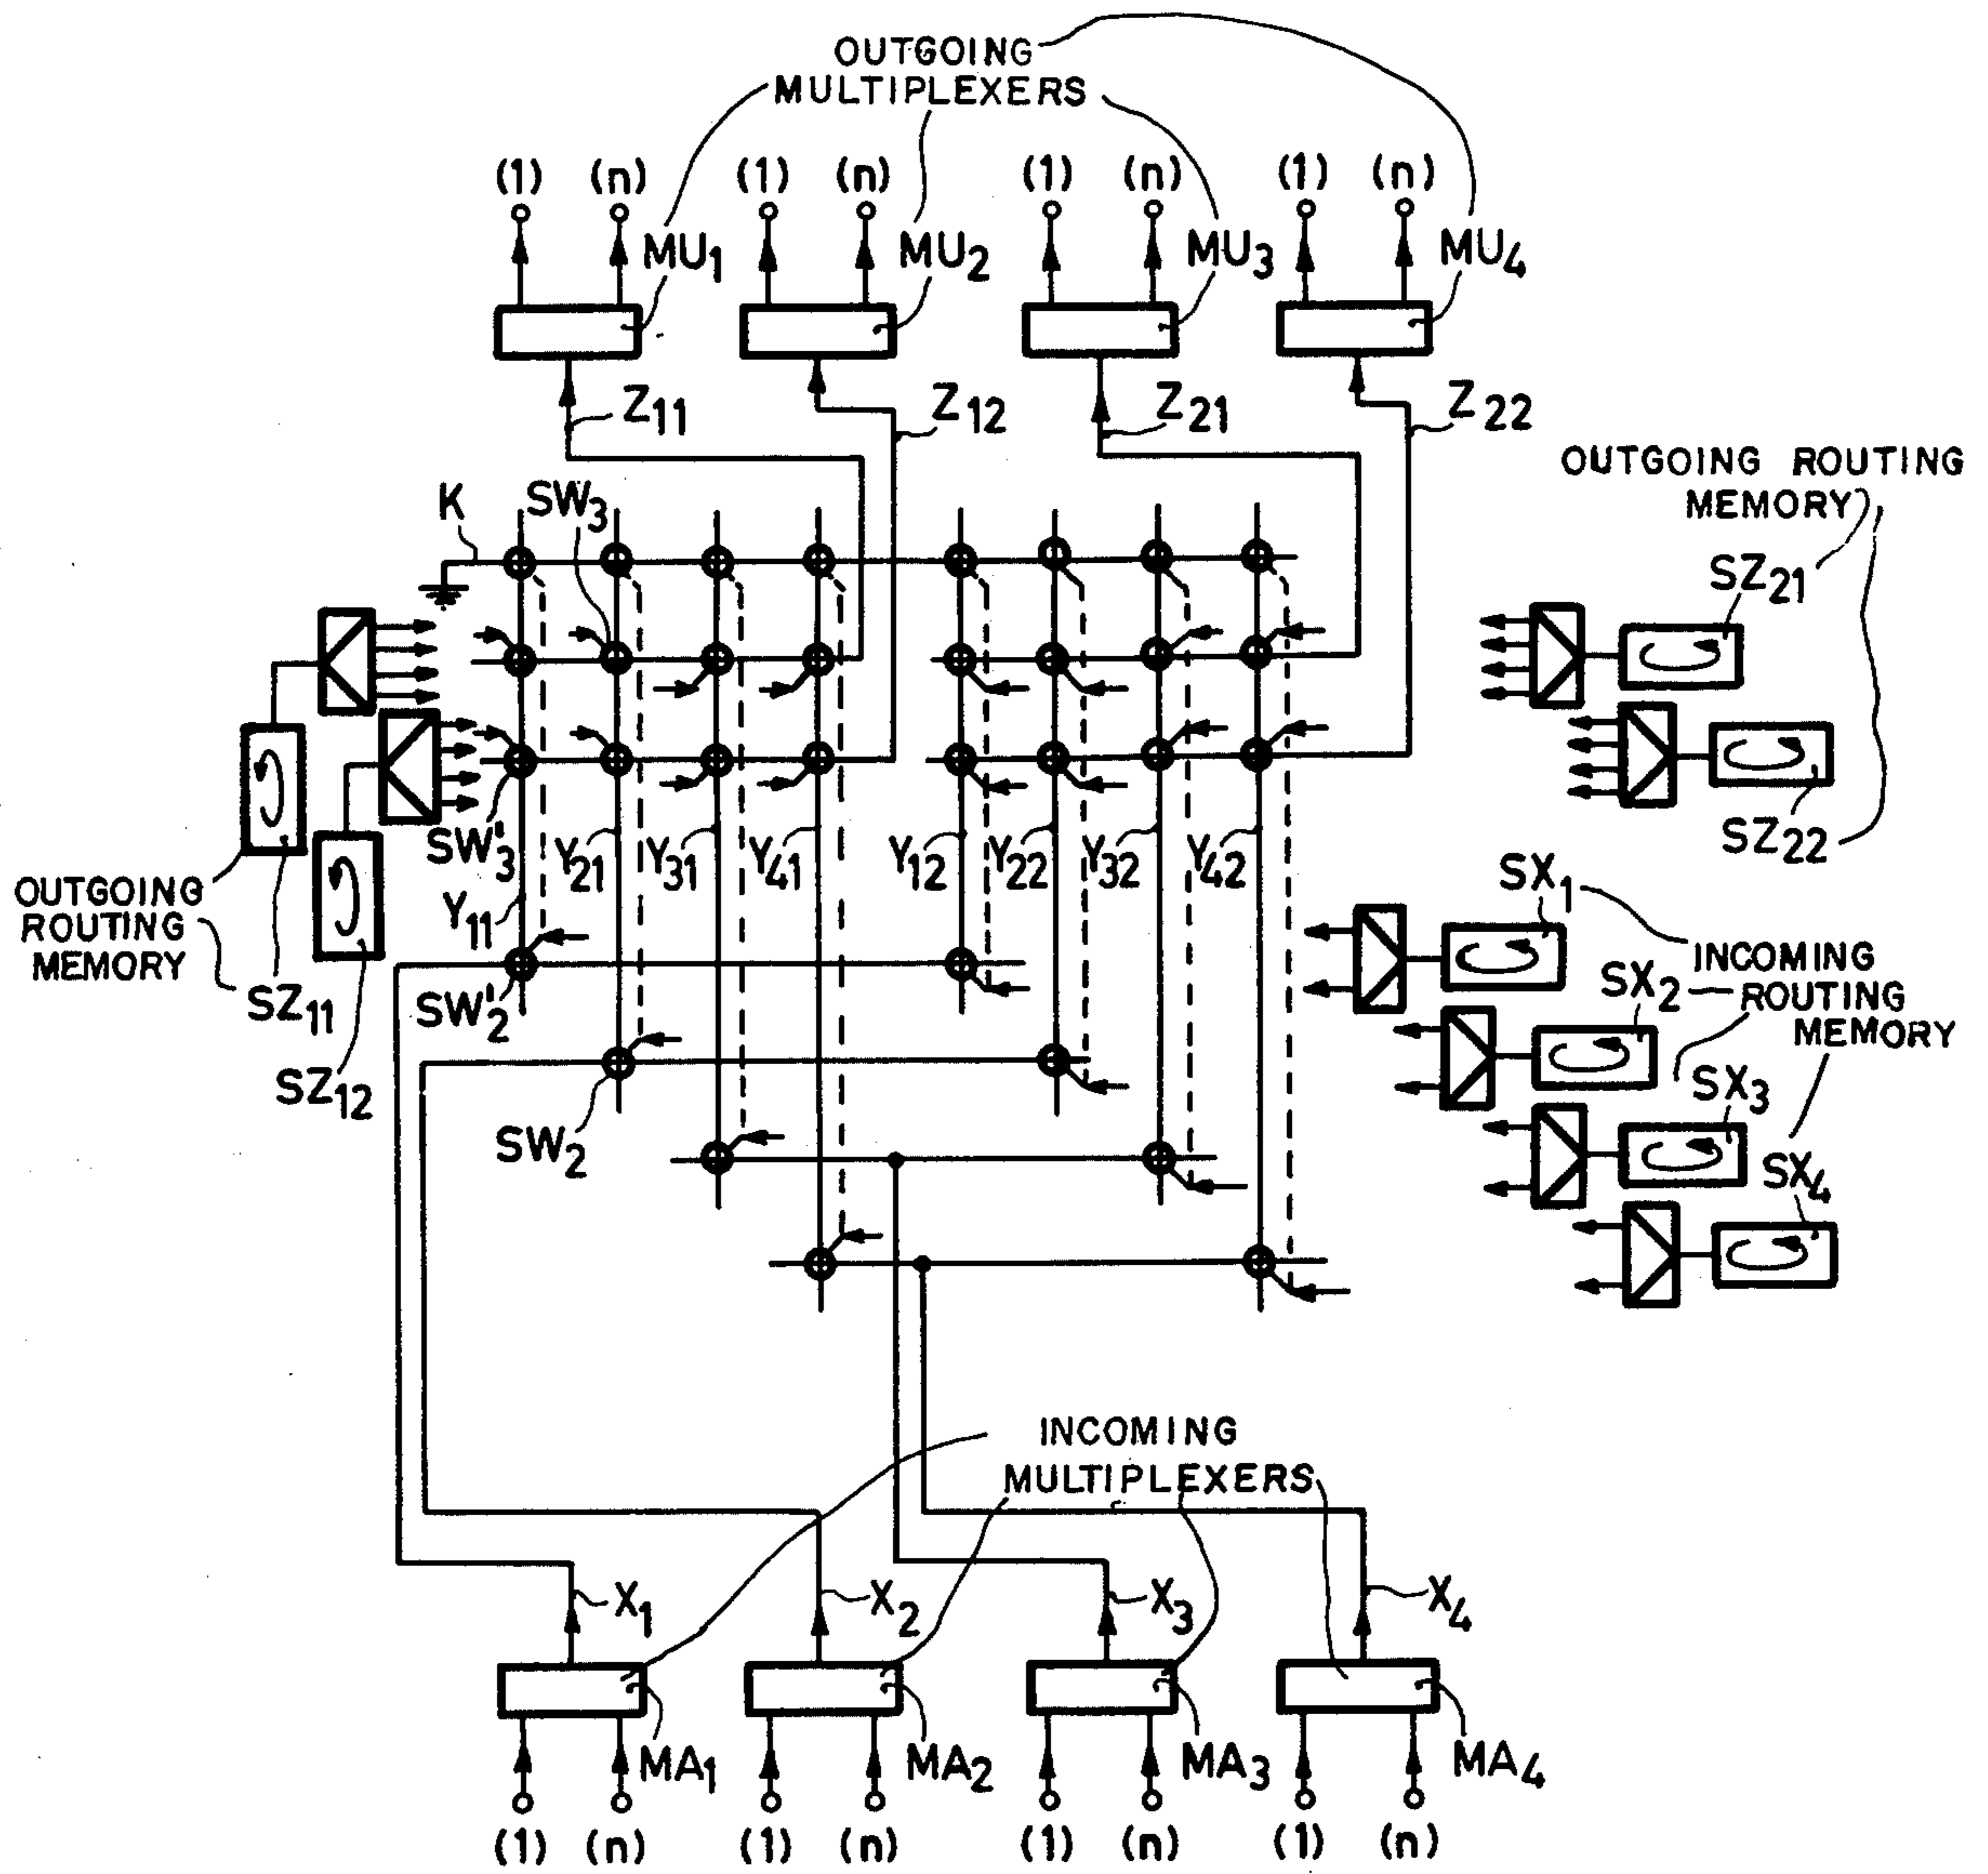 OUTGOING
MULTIPLEXERS
(1) (n) (1) (n) (1) (n) (1) (n)
MU1 MU2 MU3 MU4
Z11 Z12 Z21 Z22
OUTGOING ROUTING
MEMORY
K SW3
SZ21
SW'3 Y21 Y31 Y41 Y12 Y22 Y32 Y42
SZ22
OUTGOING
ROUTING
MEMORY
Y11
SX1
INCOMING
ROUTING
MEMORY
SZ11 SW'2 SX2
SZ12 SX3
SW2
SX4
INCOMING
MULTIPLEXERS
X1 X2 X3 X4
MA1 MA2 MA3 MA4
(1) (n) (1) (n) (1) (n) (1) (n)